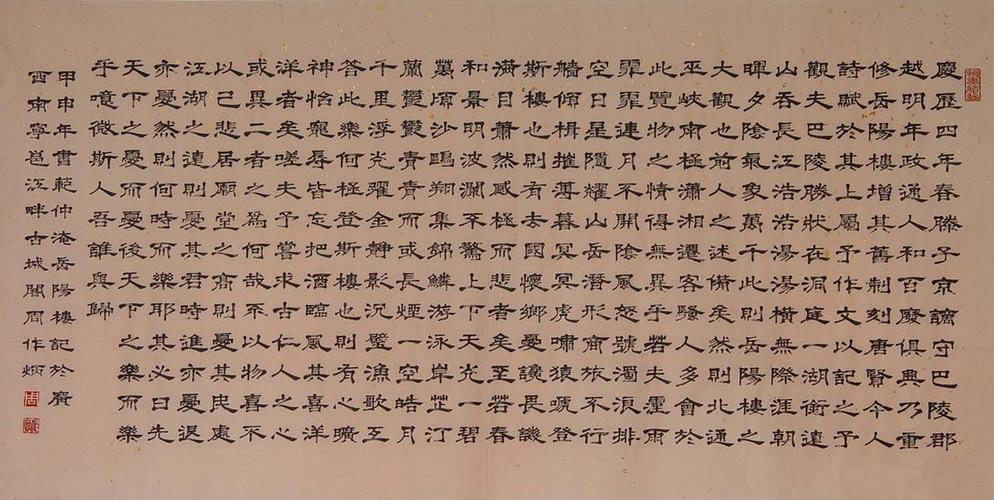 慶歷四年春滕子京謫守巴陵郡
越明年政通人和百廢俱興乃重
修岳陽樓增其舊制刻唐賢今人
詩賦於其上屬予作文以記之予
觀夫巴陵勝狀在洞庭一湖銜遠
山吞長江浩浩湯湯橫無際涯朝
暉夕陰氣象萬千此則岳陽樓之
大觀也前人之述備矣然則北通
巫峽南極瀟湘遷客騷人多會於
此覽物之情得無異乎若夫霪雨
霏霏連月不開陰風怒號濁浪排
空日星隱耀山岳潛形商旅不行
檣傾楫摧薄暮冥冥虎嘯猿嗁登
斯樓也則有去國懷鄉憂讒畏譏
滿目蕭然感極而悲者矣至若春
和景明波瀾不驚上下天光一碧
萬頃沙鷗翔集錦鱗游泳岸芷汀
蘭鬱鬱青青而或長煙一空皓月
千里浮光耀金靜影沉璧漁歌互
答此樂何極登斯樓也則有心曠
神怡寵辱皆忘把酒臨風其喜洋
洋者矣嗟夫予嘗求古仁人之心
或異二者之為何哉不以物喜不
以己悲居廟堂之高則憂其民處
江湖之遠則憂其君時進亦憂退
亦憂然則何時而樂耶其必曰先
天下之憂而憂後天下之樂而樂
乎噫微斯人吾誰與歸
甲申年書範仲淹岳陽樓記於廣
西南寧邕江畔古城閣周作炳